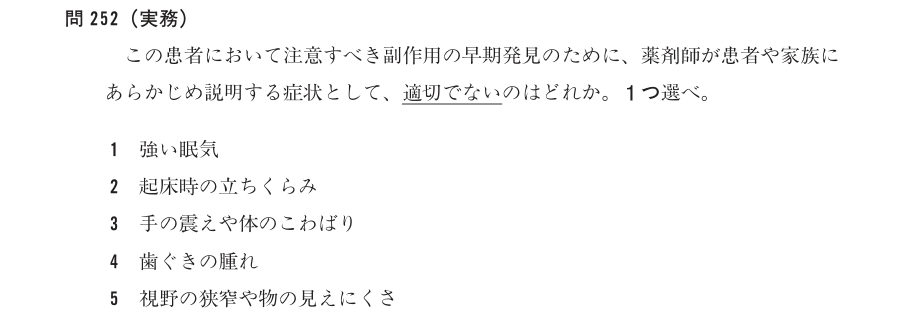 問 252（実務）
この患者において注意すべき副作用の早期発見のために、薬剤師が患者や家族に
あらかじめ説明する症状として、適切でないのはどれか。1つ選べ。
1 強い眠気
2 起床時の立ちくらみ
3 手の震えや体のこわばり
4 歯ぐきの腫れ
5 視野の狭窄や物の見えにくさ